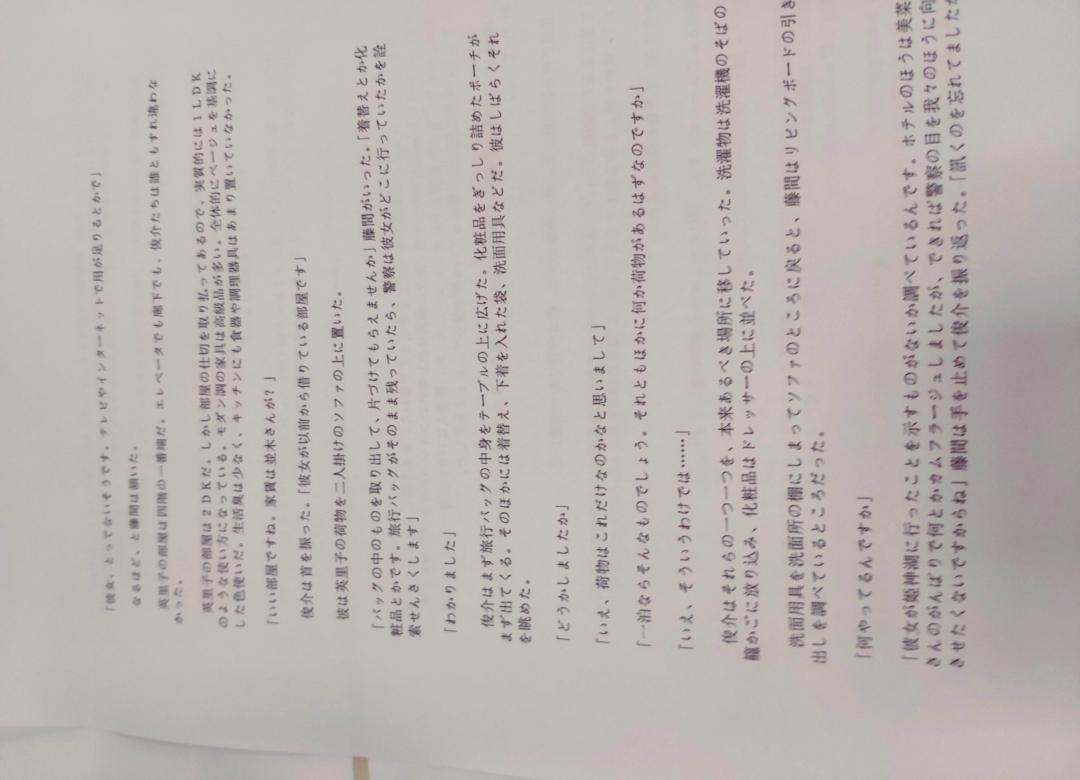 「彼女、とってないそうです。テレビやインターネットで用が足りるとかで」
なるほど、と藤間は頷いた。
英里子の部屋は四階の一番端だ。エレベータでも廊下でも、俊介たちは誰ともすれ違わな
かった。
英里子の部屋は2DKだ。しかし部屋の仕切を取り払ってあるので、実質的には1LDK
のような使い方になっている。モダン調の家具は高級品が多い。全体的にベージュを基調に
した色使いだ。生活臭は少なく、キッチンにも食器や調理器具はあまり置いていなかった。
「いい部屋ですね。家賃は並木さんが?」
俊介は首を振った。「彼女が以前から借りている部屋です」
彼は英里子の荷物を二人掛けのソファの上に置いた。
「バッグの中のものを取り出して、片づけてもらえませんか」藤間がいった。「着替えとか化
粧品とかです。旅行バッグがそのまま残っていたら、警察は彼女がどこに行っていたかを詮
索せんさくします」
「わかりました」
俊介はまず旅行バッグの中身をテーブルの上に広げた。化粧品をぎっしり詰めたポーチが
まず出てくる。そのほかには着替え、下着を入れた袋、洗面用具などだ。彼はしばらくそれ
を眺めた。
「どうかしましたか」
「いえ、荷物はこれだけなのかなと思いまして」
「一泊ならそんなものでしょう。それともほかに何か荷物があるはずなのですか」
「いえ、そういうわけでは……」
俊介はそれらの一つ一つを、本来あるべき場所に移していった。洗濯物は洗濯機のそばの
籠かごに放り込み、化粧品はドレッサーの上に並べた。
洗面用具を洗面所の棚にしまってソファのところに戻ると、藤間はリビングボードの引き
出しを調べているところだった。
「何やってるんですか」
「彼女が姫神湖に行ったことを示すものがないか調べているんです。ホテルのほうは美菜
さんのがんばりで何とかカムフラージュしましたが、できれば警察の目を我々のほうに向
きせたくないですからね」藤間は手を止めて俊介を振り返った。「訊くのを忘れてました